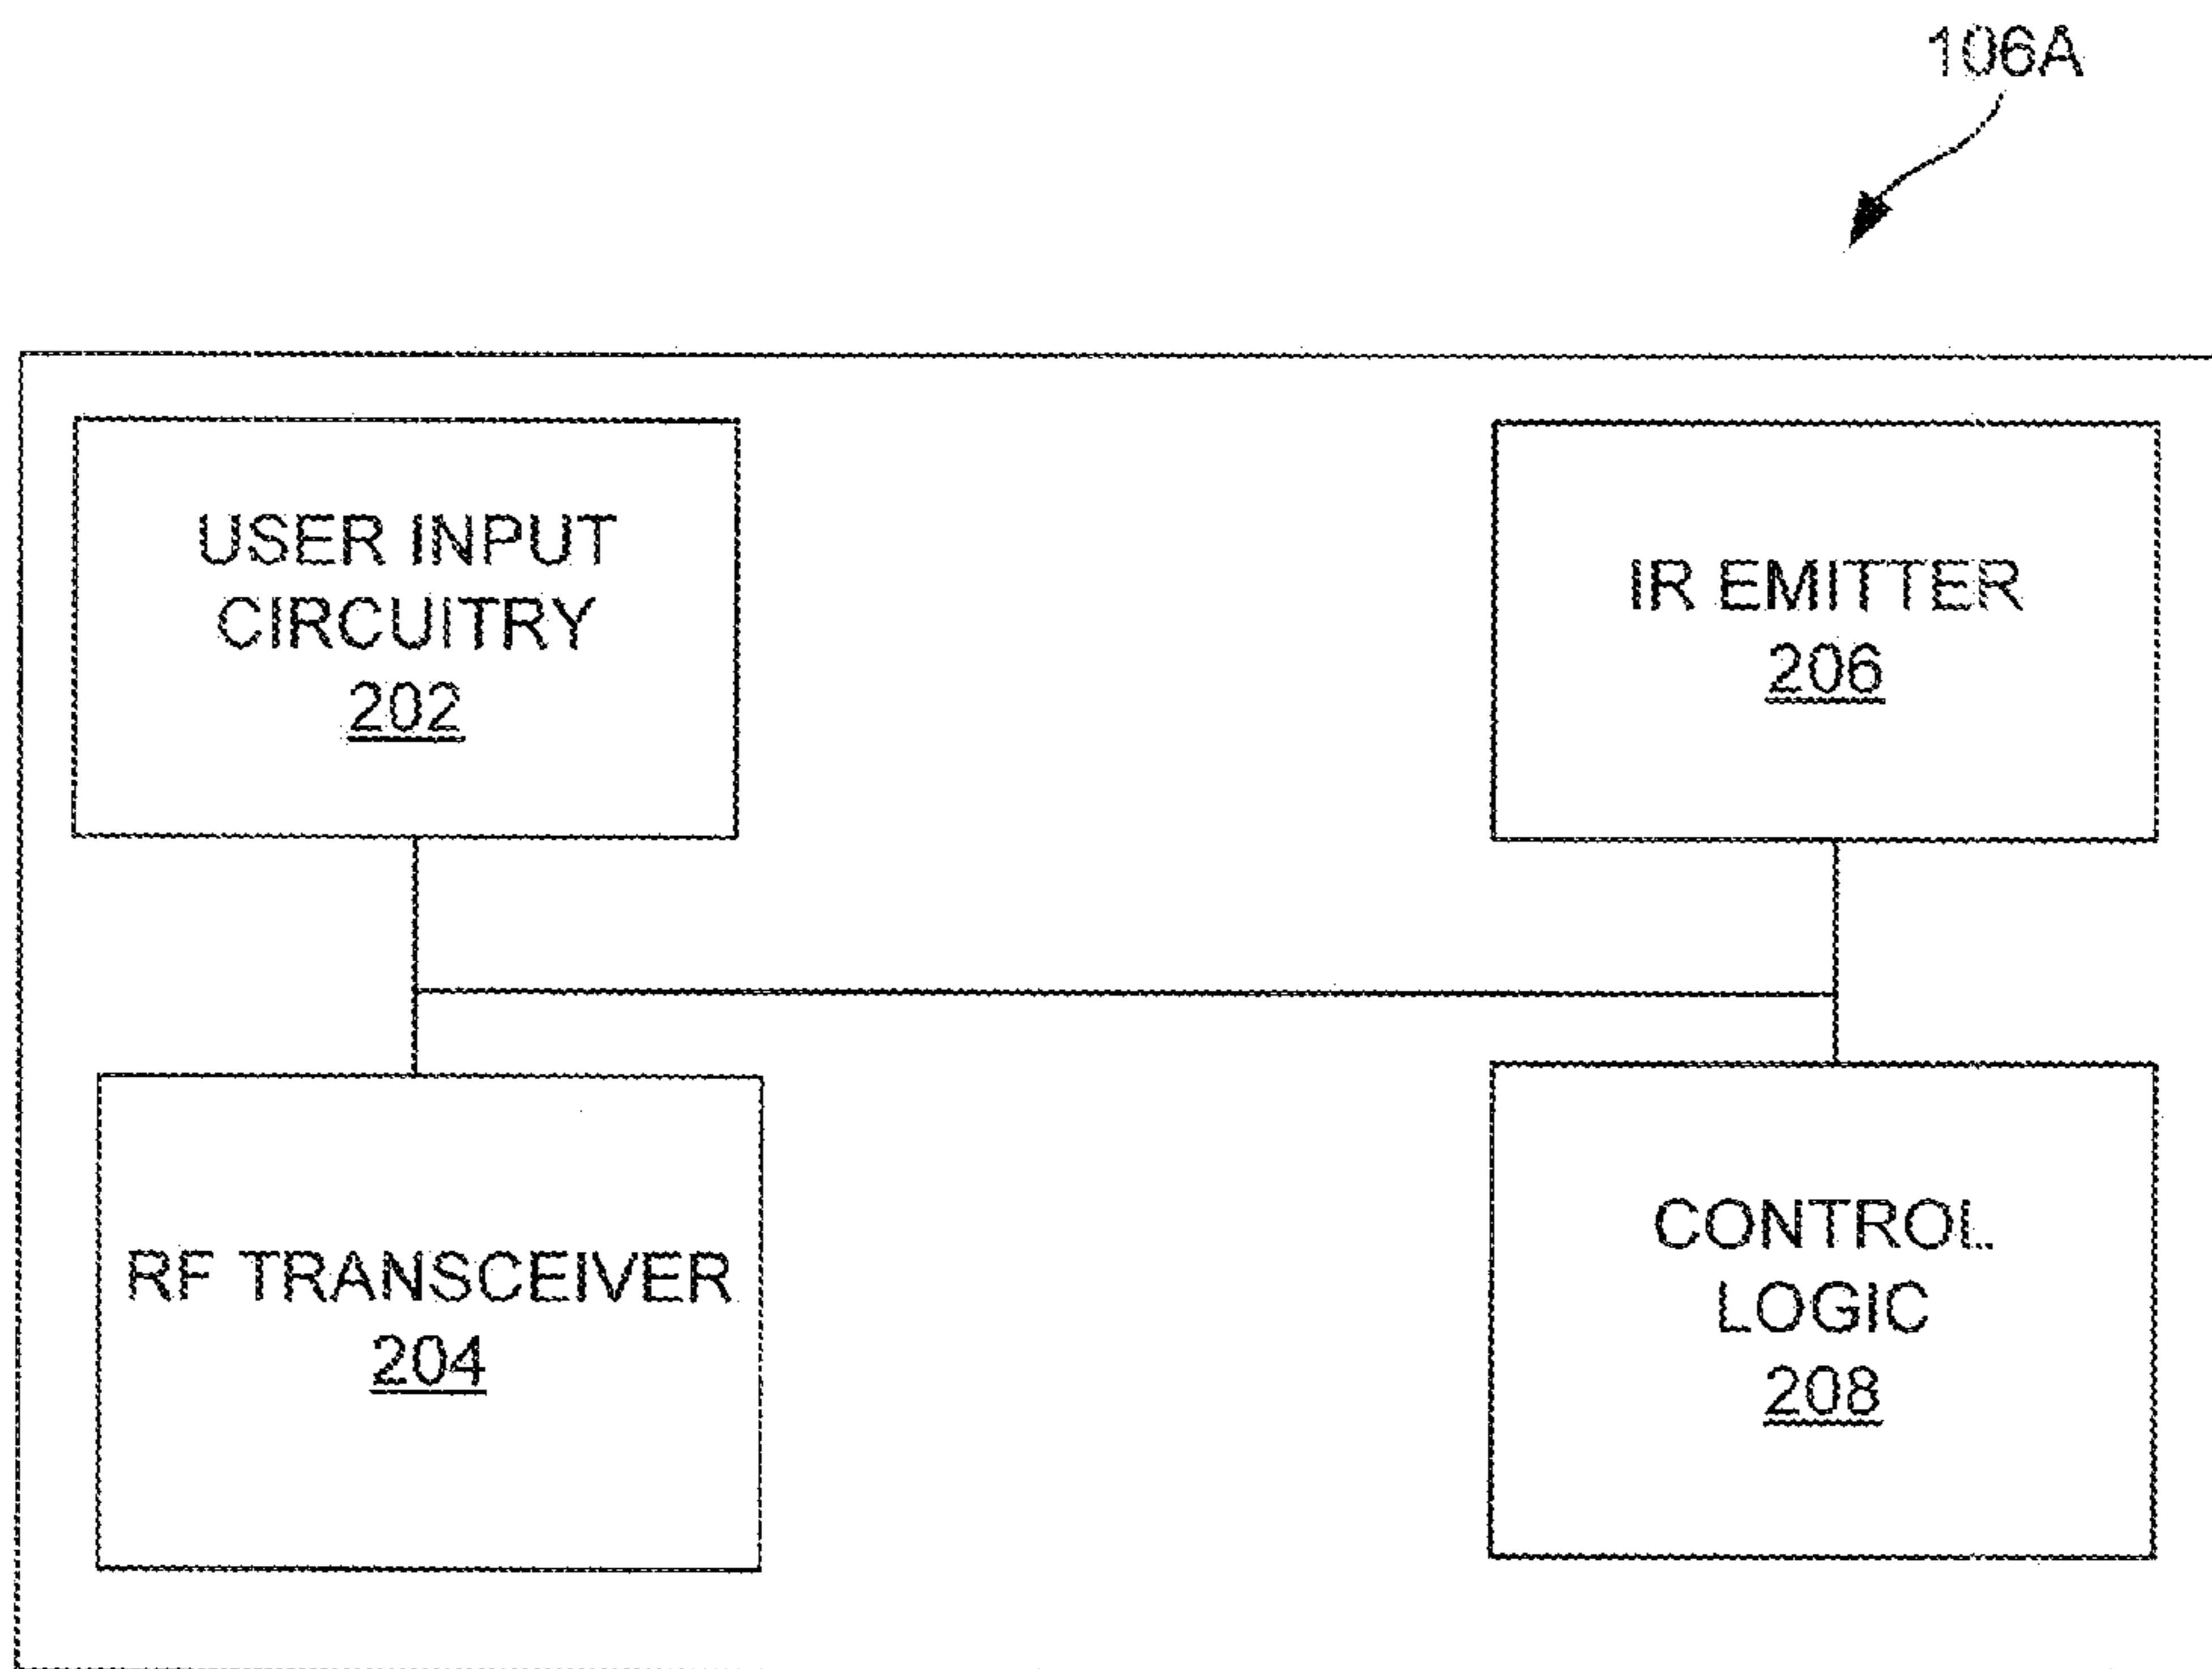 106A
USER INPUT
CIRCUITRY
202
IR EMITTER
206
RF TRANSCEIVER
204
CONTROL
LOGIC
208